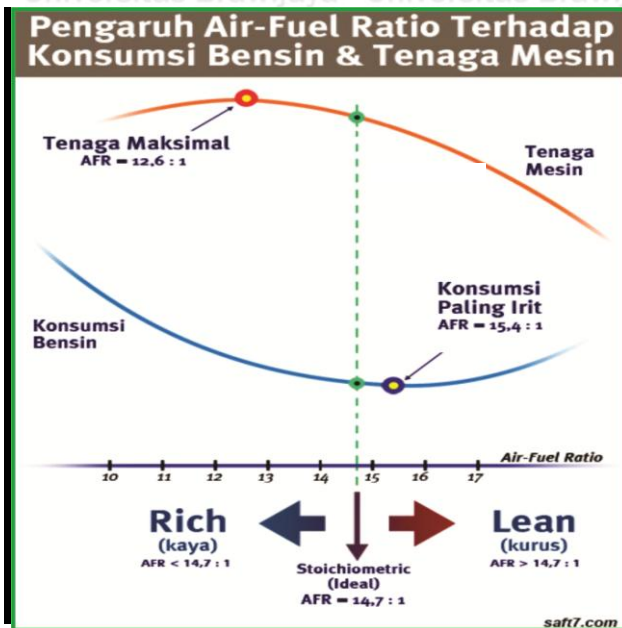 Pengaruh Air-Fuel Ratio Terhadap
Konsumsi Bensin & Tenaga Mesin
Tenaga Maksimal
AFR = 12,6 : 1
Tenaga
Mesin
Konsumsi
Paling Irit
AFR = 15,4 : 1
Konsumsi
Bensin
Air-Fuel Ratio
10 11 12 13 14 15 16 17
Rich
(kaya)
AFR < 14,7 : 1
Lean
(kurus)
AFR > 14,7 : 1
Stoichiometric
(Ideal)
AFR = 14,7 : 1
saft7.com